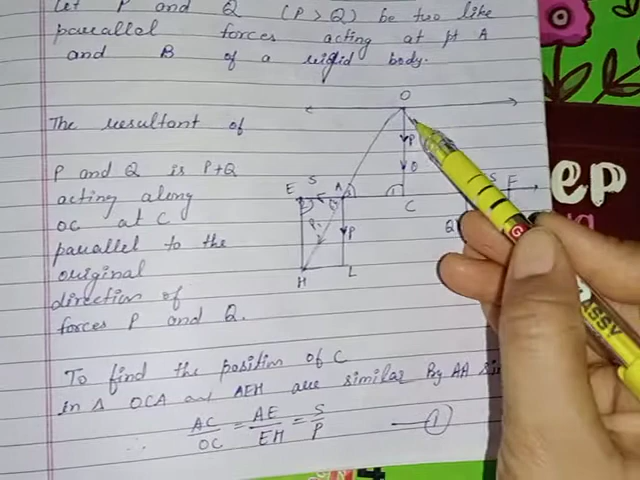 Let P and Q (P > Q) be two like
parallel forces acting at pt A
and B of a rigid body.
O
The resultant of
P
P and Q is P+Q
Q
E S A S F
acting along
C
OC at C
P P Q
parallel to the
original
H L
direction of
forces P and Q.
To find the position of C
in Δ OCA and AEH are similar By AA si
∴ AC/OC = AE/EH = S/P —— ①
ep
ASS